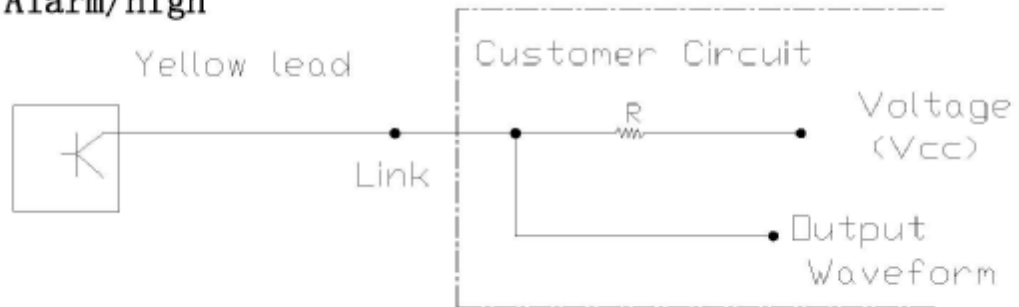 Alarm/High
Yellow lead
Customer Circuit
R
Voltage
(Vcc)
Link
Output
Waveform